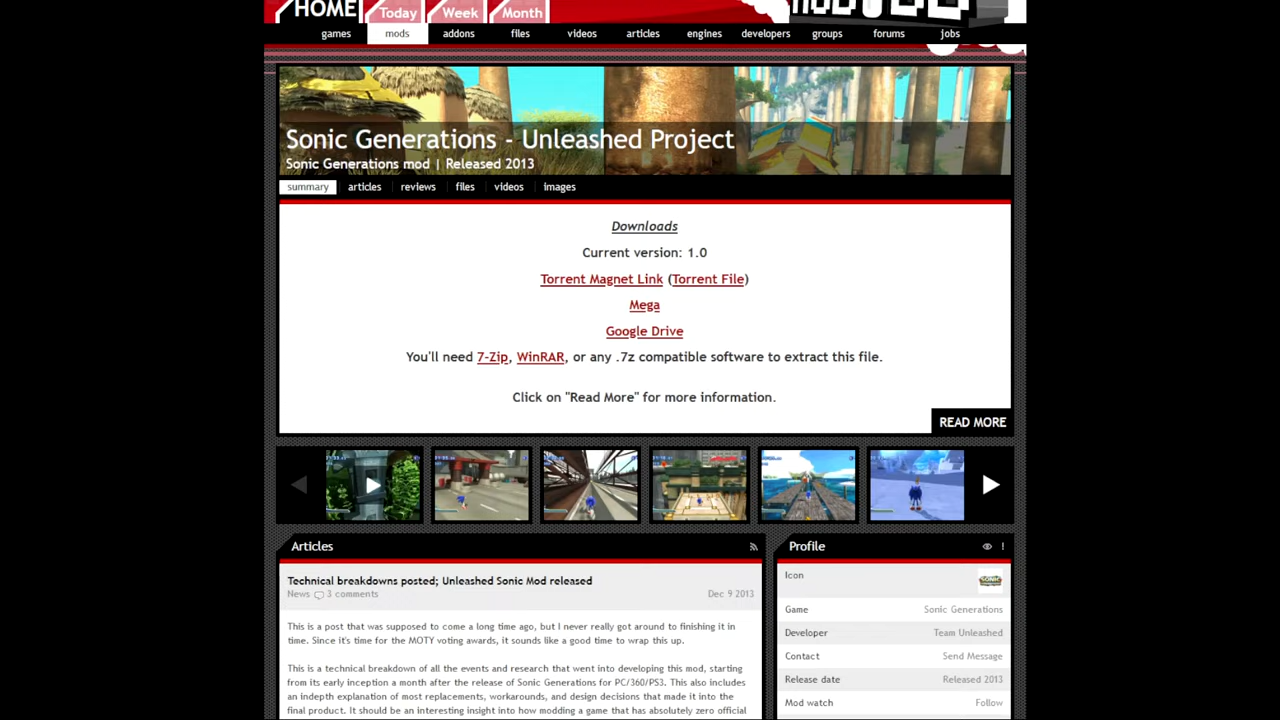 HOME Today Week Month
games mods addons files videos articles engines developers groups forums jobs
Sonic Generations - Unleashed Project
Sonic Generations mod | Released 2013
summary articles reviews files videos images
Downloads
Current version: 1.0
Torrent Magnet Link (Torrent File)
Mega
Google Drive
You'll need 7-Zip, WinRAR, or any .7z compatible software to extract this file.
Click on "Read More" for more information.
READ MORE
Articles
Technical breakdowns posted; Unleashed Sonic Mod released
News 3 comments Dec 9 2013
This is a post that was supposed to come a long time ago, but I never really got around to finishing it in
time. Since it's time for the MOTY voting awards, it sounds like a good time to wrap this up.
This is a technical breakdown of all the events and research that went into developing this mod, starting
from its early inception a month after the release of Sonic Generations for PC/360/PS3. This also includes
an indepth explanation of most replacements, workarounds, and design decisions that made it into the
final product. It should be an interesting insight into how modding a game that has absolutely zero official
Profile !
Icon
Game Sonic Generations
Developer Team Unleashed
Contact Send Message
Release date Released 2013
Mod watch Follow